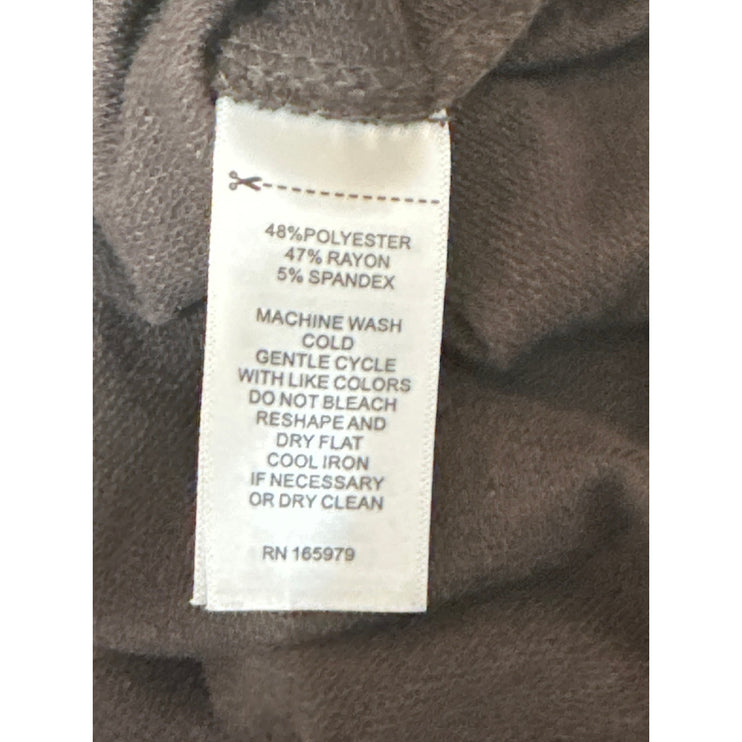 48%POLYESTER
47% RAYON
5% SPANDEX
MACHINE WASH
COLD
GENTLE CYCLE
WITH LIKE COLORS
DO NOT BLEACH
RESHAPE AND
DRY FLAT
COOL IRON
IF NECESSARY
OR DRY CLEAN
RN 165979